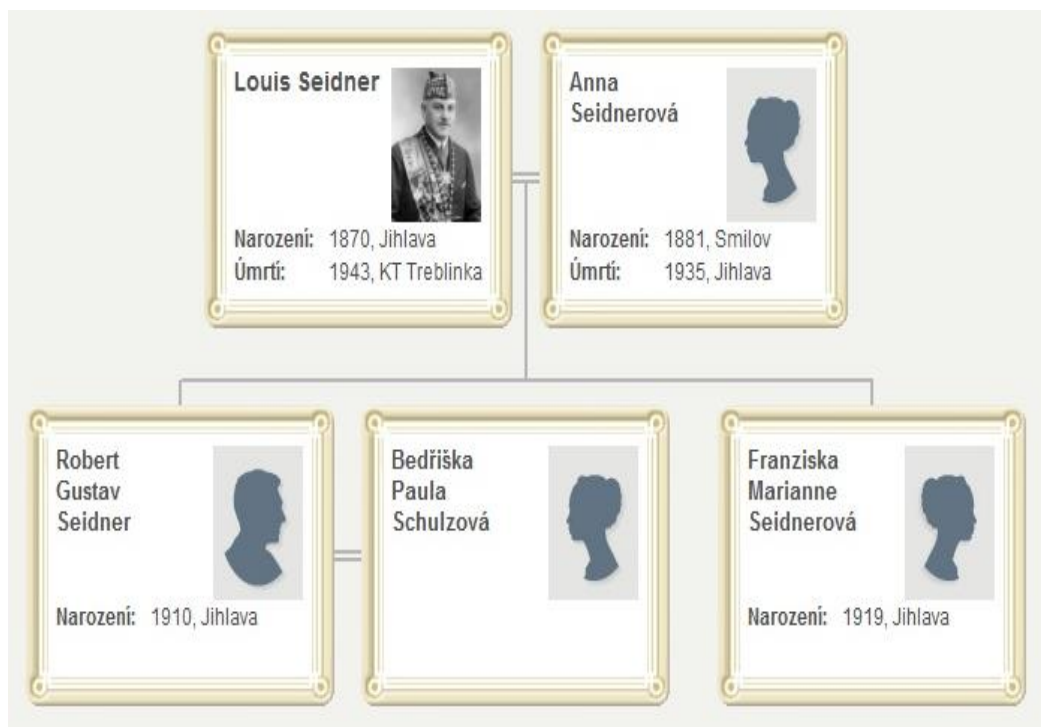 Louis Seidner
Narození: 1870, Jihlava
Úmrtí: 1943, KT Treblinka
Anna
Seidnerová
Narození: 1881, Smilov
Úmrtí: 1935, Jihlava
Robert
Gustav
Seidner
Narození: 1910, Jihlava
Bedřiška
Paula
Schulzová
Franziska
Marianne
Seidnerová
Narození: 1919, Jihlava